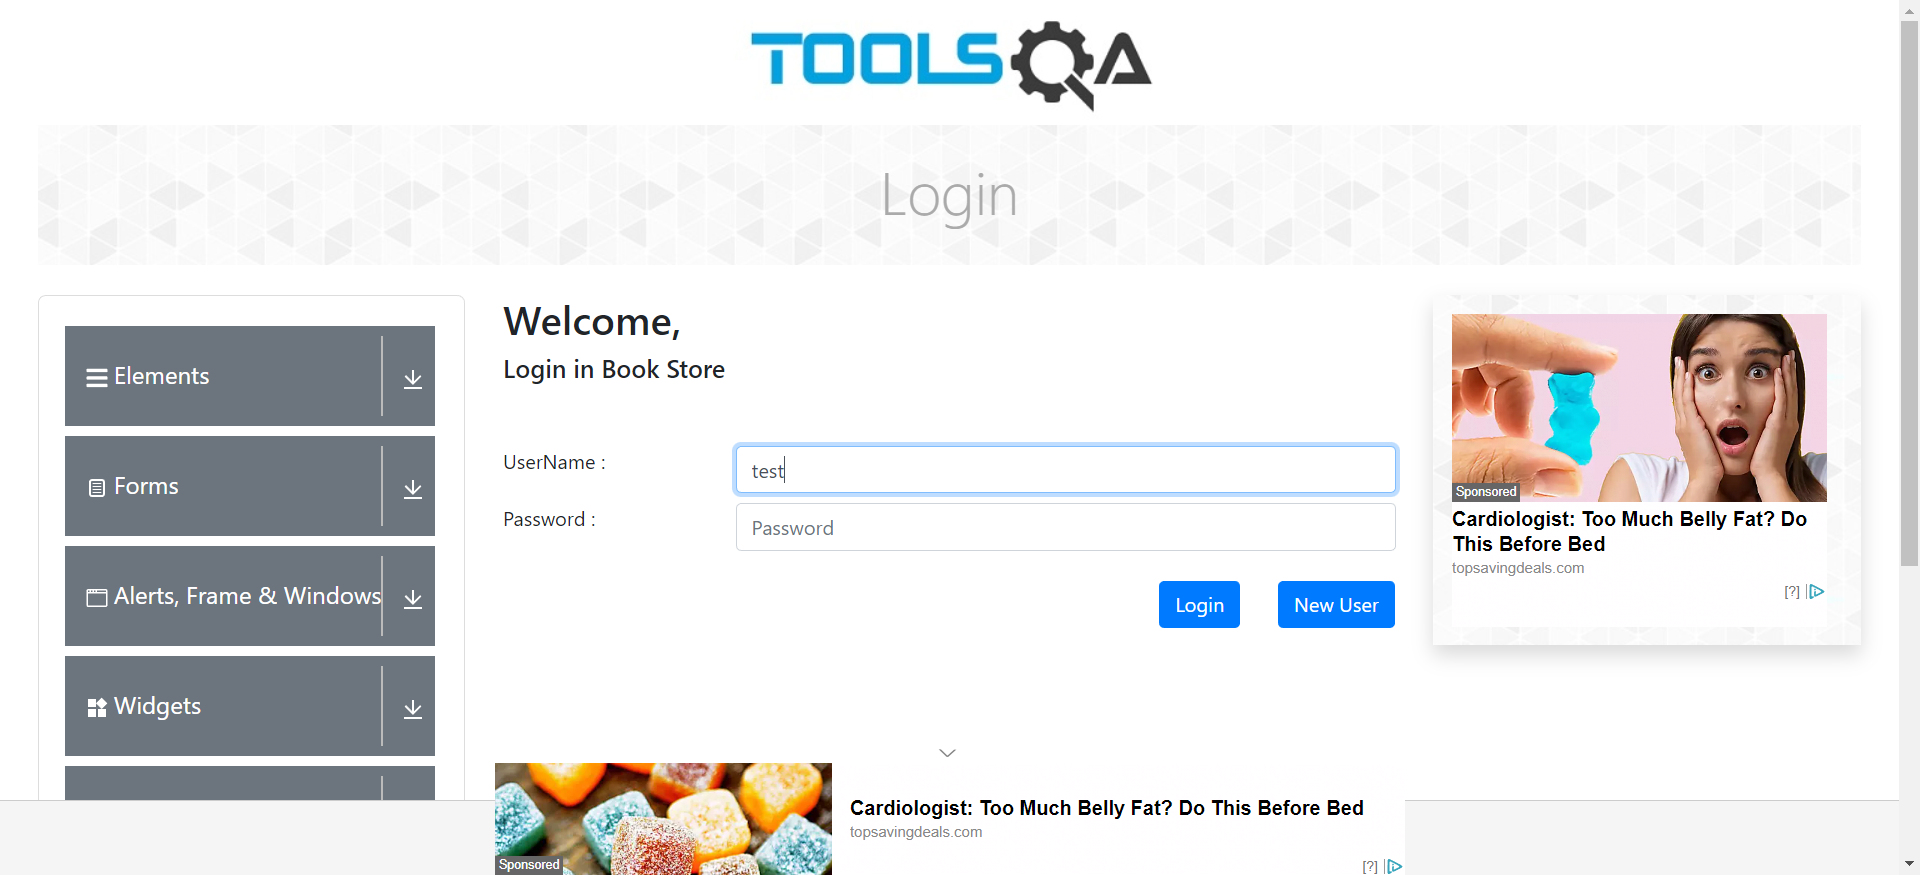 TOOLSQA
Login
Elements
Forms
Alerts, Frame & Windows
Widgets
Welcome,
Login in Book Store
UserName :
test
Password :
Password
Login
New User
Sponsored
Cardiologist: Too Much Belly Fat? Do
This Before Bed
topsavingdeals.com
[?]
Sponsored
Cardiologist: Too Much Belly Fat? Do This Before Bed
topsavingdeals.com
[?]